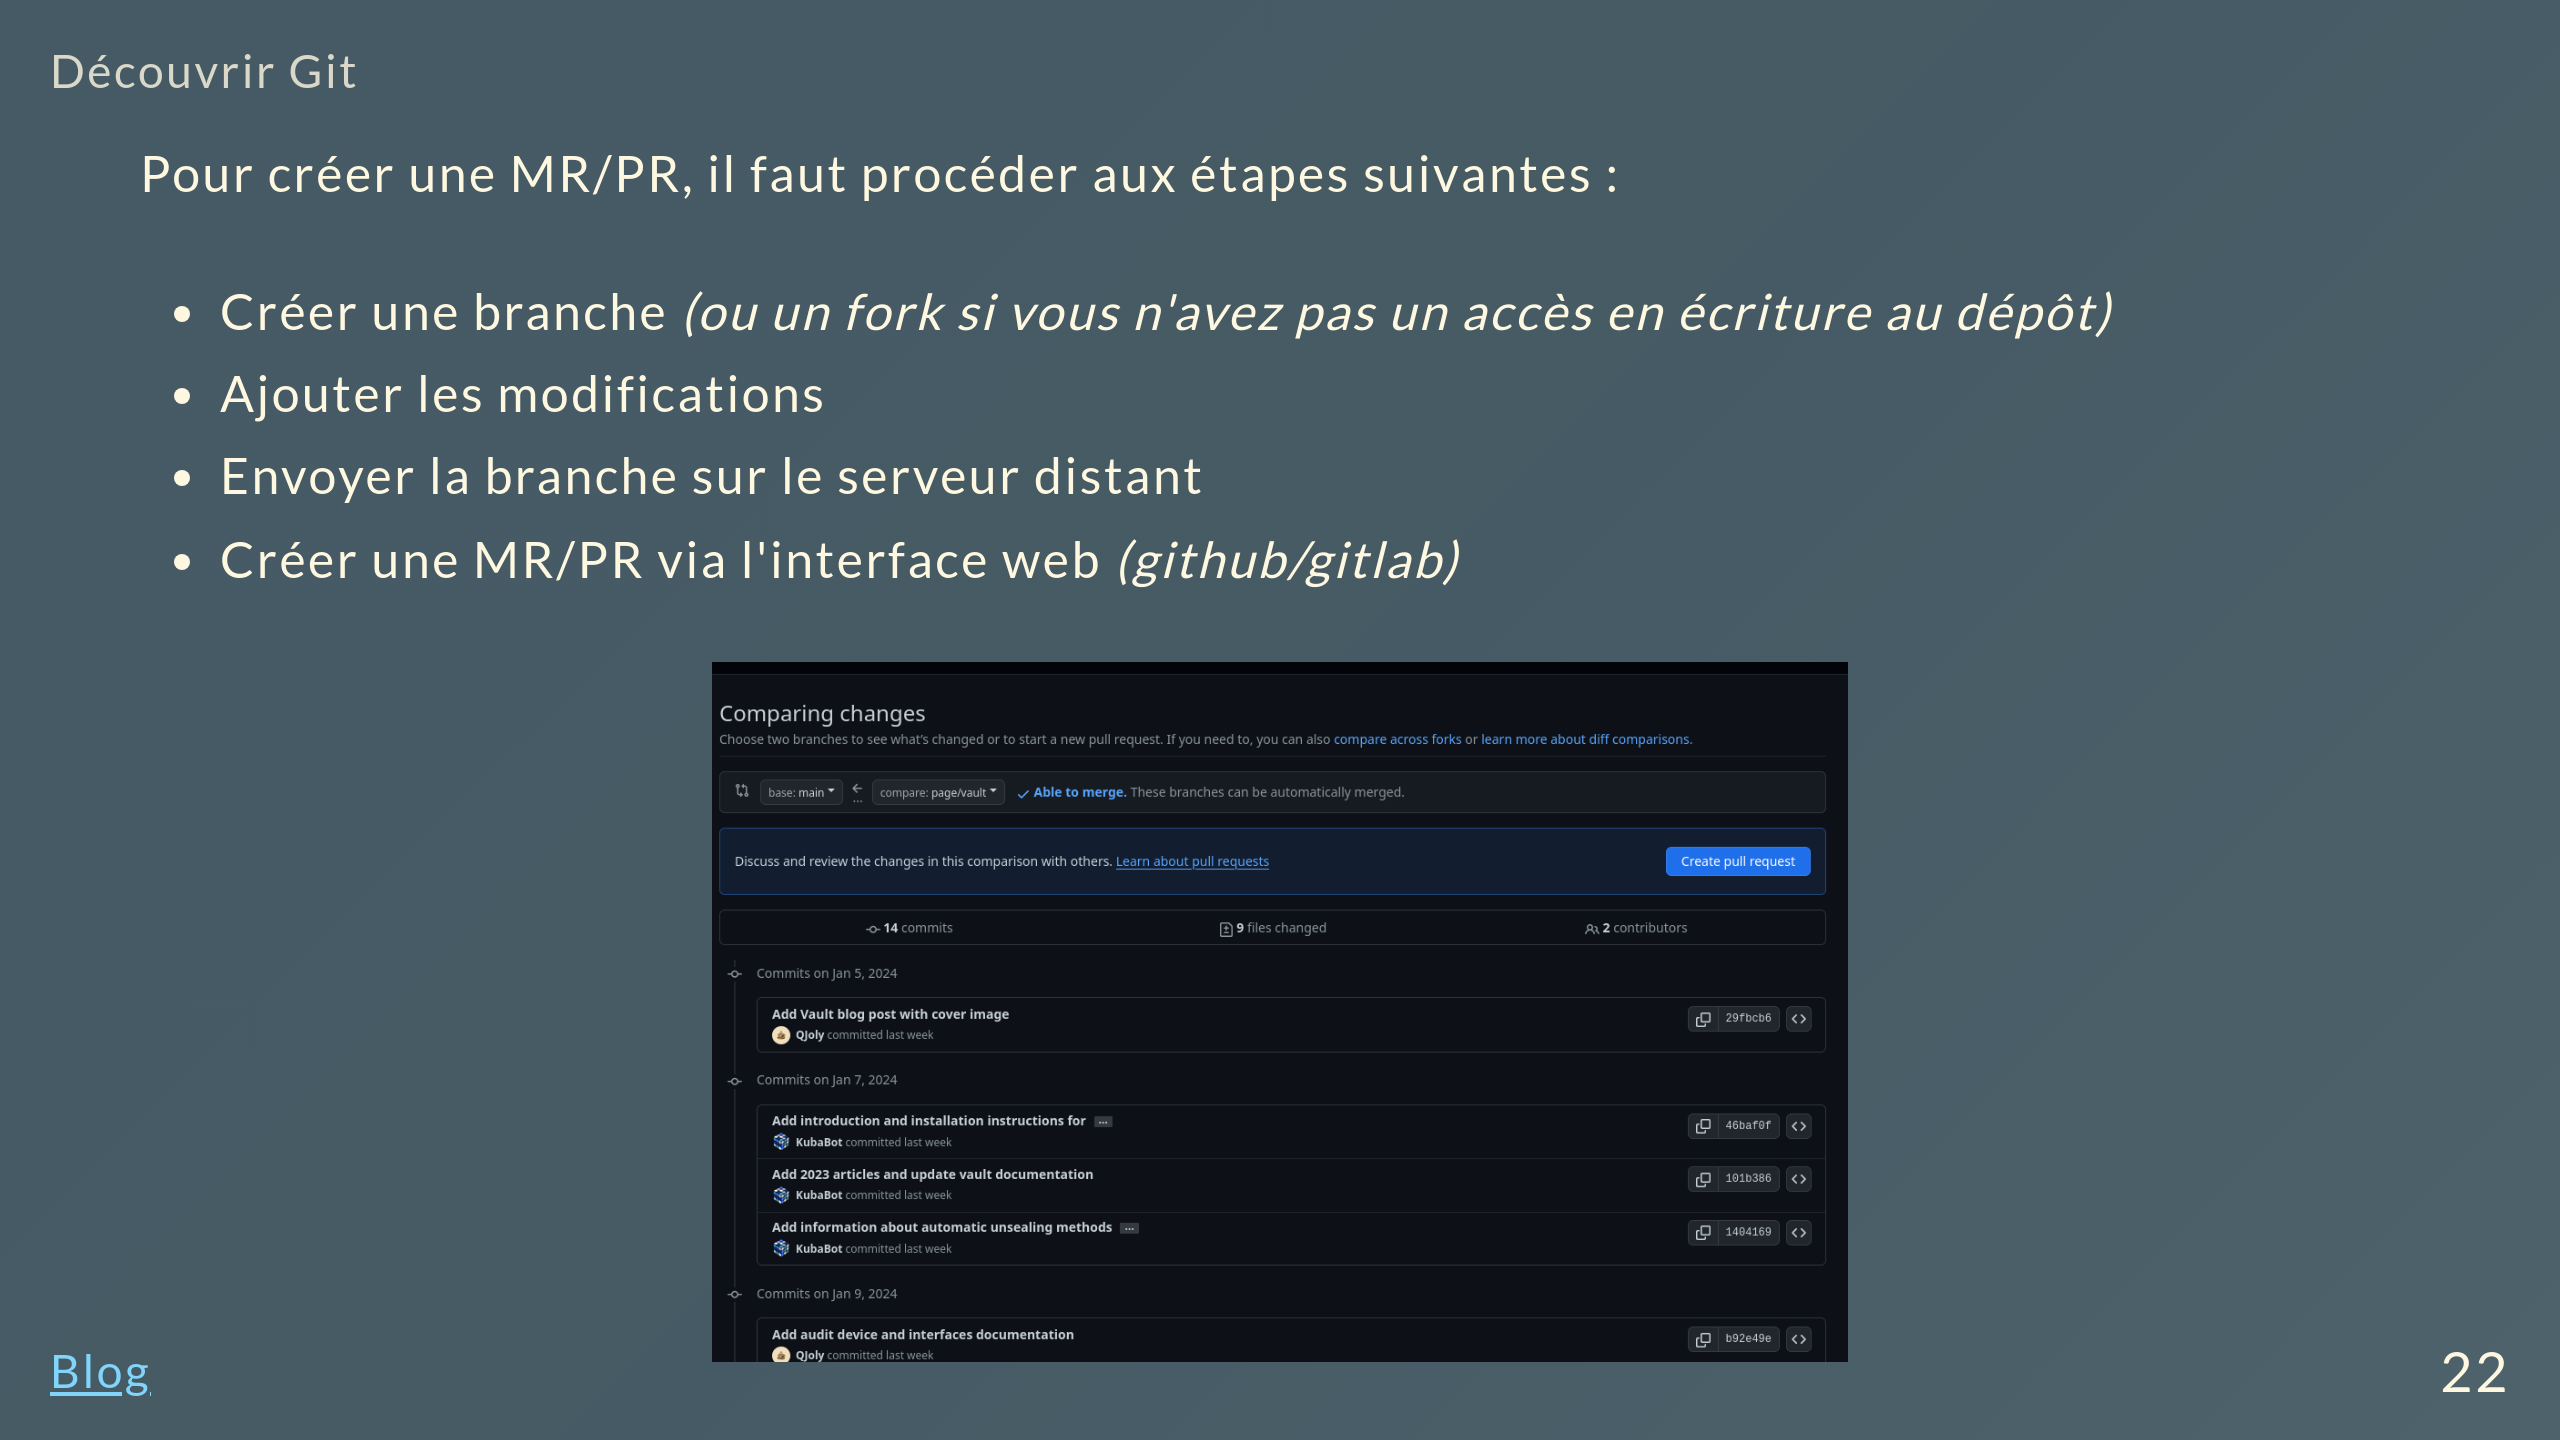 Découvrir Git
Pour créer une MR/PR, il faut procéder aux étapes suivantes :
• Créer une branche (ou un fork si vous n'avez pas un accès en écriture au dépôt)
• Ajouter les modifications
• Envoyer la branche sur le serveur distant
• Créer une MR/PR via l'interface web (github/gitlab)
Comparing changes
Choose two branches to see what's changed or to start a new pull request. If you need to, you can also compare across forks or learn more about diff comparisons.
base: main ← ... compare: page/vault ✓ Able to merge. These branches can be automatically merged.
Discuss and review the changes in this comparison with others. Learn about pull requests Create pull request
14 commits 9 files changed 2 contributors
Commits on Jan 5, 2024
Add Vault blog post with cover image 29fbcb6
QJoly committed last week
Commits on Jan 7, 2024
Add introduction and installation instructions for ... 46baf0f
KubaBot committed last week
Add 2023 articles and update vault documentation 101b386
KubaBot committed last week
Add information about automatic unsealing methods ... 1404169
KubaBot committed last week
Commits on Jan 9, 2024
Add audit device and interfaces documentation b92e49e
QJoly committed last week
Blog
22